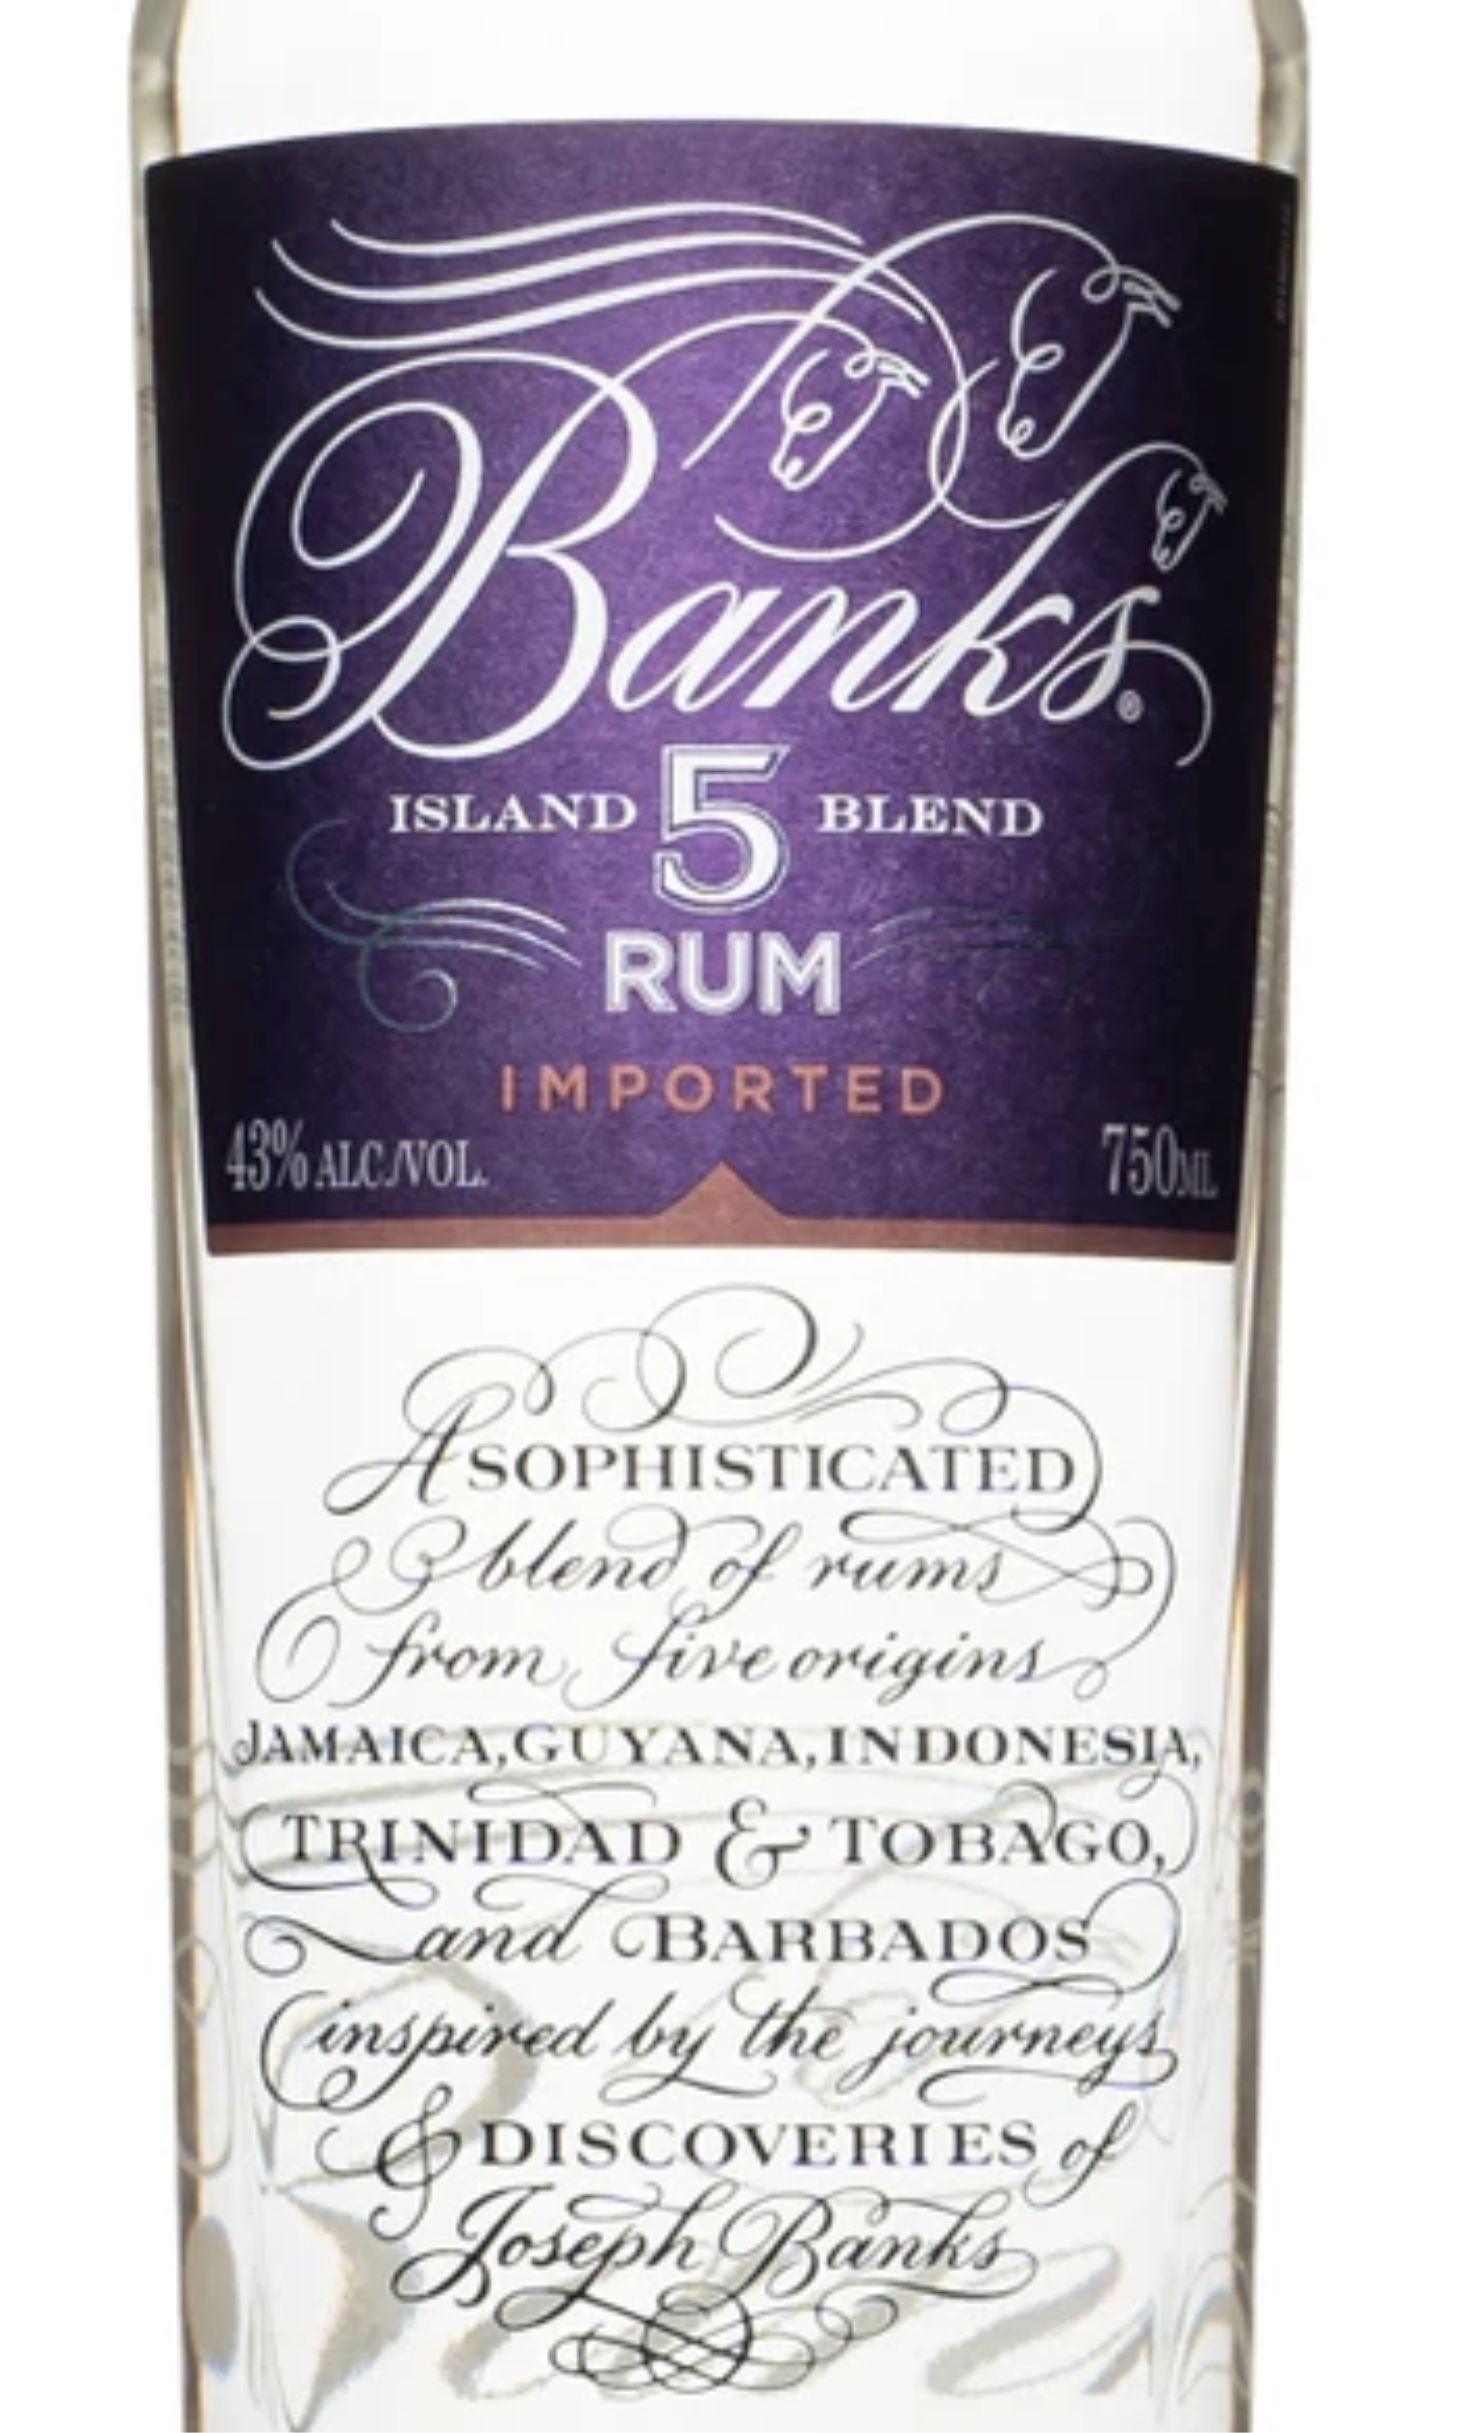 Banks®
ISLAND 5 BLEND
RUM
IMPORTED
43% ALC./VOL. 750ML
A SOPHISTICATED
blend of rums
from five origins
JAMAICA, GUYANA, INDONESIA,
TRINIDAD & TOBAGO,
and BARBADOS
inspired by the journeys
& DISCOVERIES of
Joseph Banks